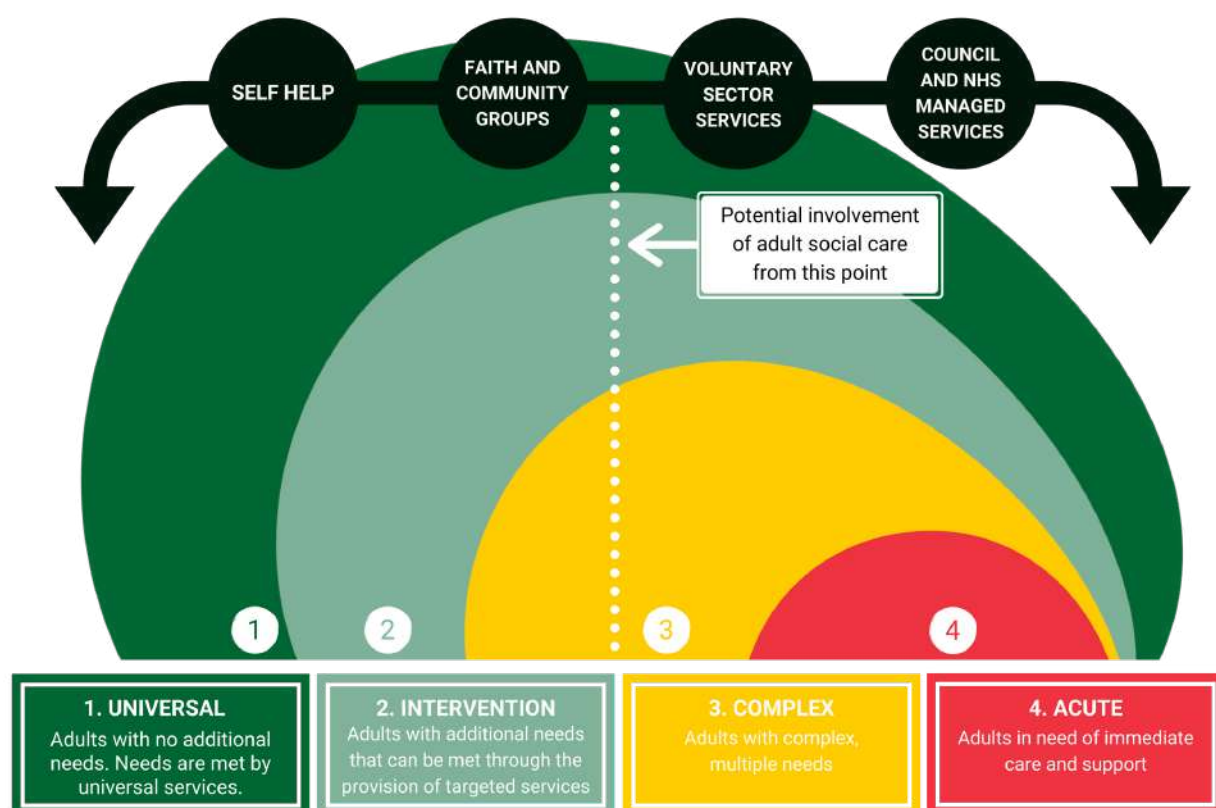 SELF HELP
FAITH AND
COMMUNITY
GROUPS
VOLUNTARY
SECTOR
SERVICES
COUNCIL
AND NHS
MANAGED
SERVICES
Potential involvement
of adult social care
from this point
1
2
3
4
1. UNIVERSAL
Adults with no additional
needs. Needs are met by
universal services.
2. INTERVENTION
Adults with additional needs
that can be met through the
provision of targeted services
3. COMPLEX
Adults with complex,
multiple needs
4. ACUTE
Adults in need of immediate
care and support